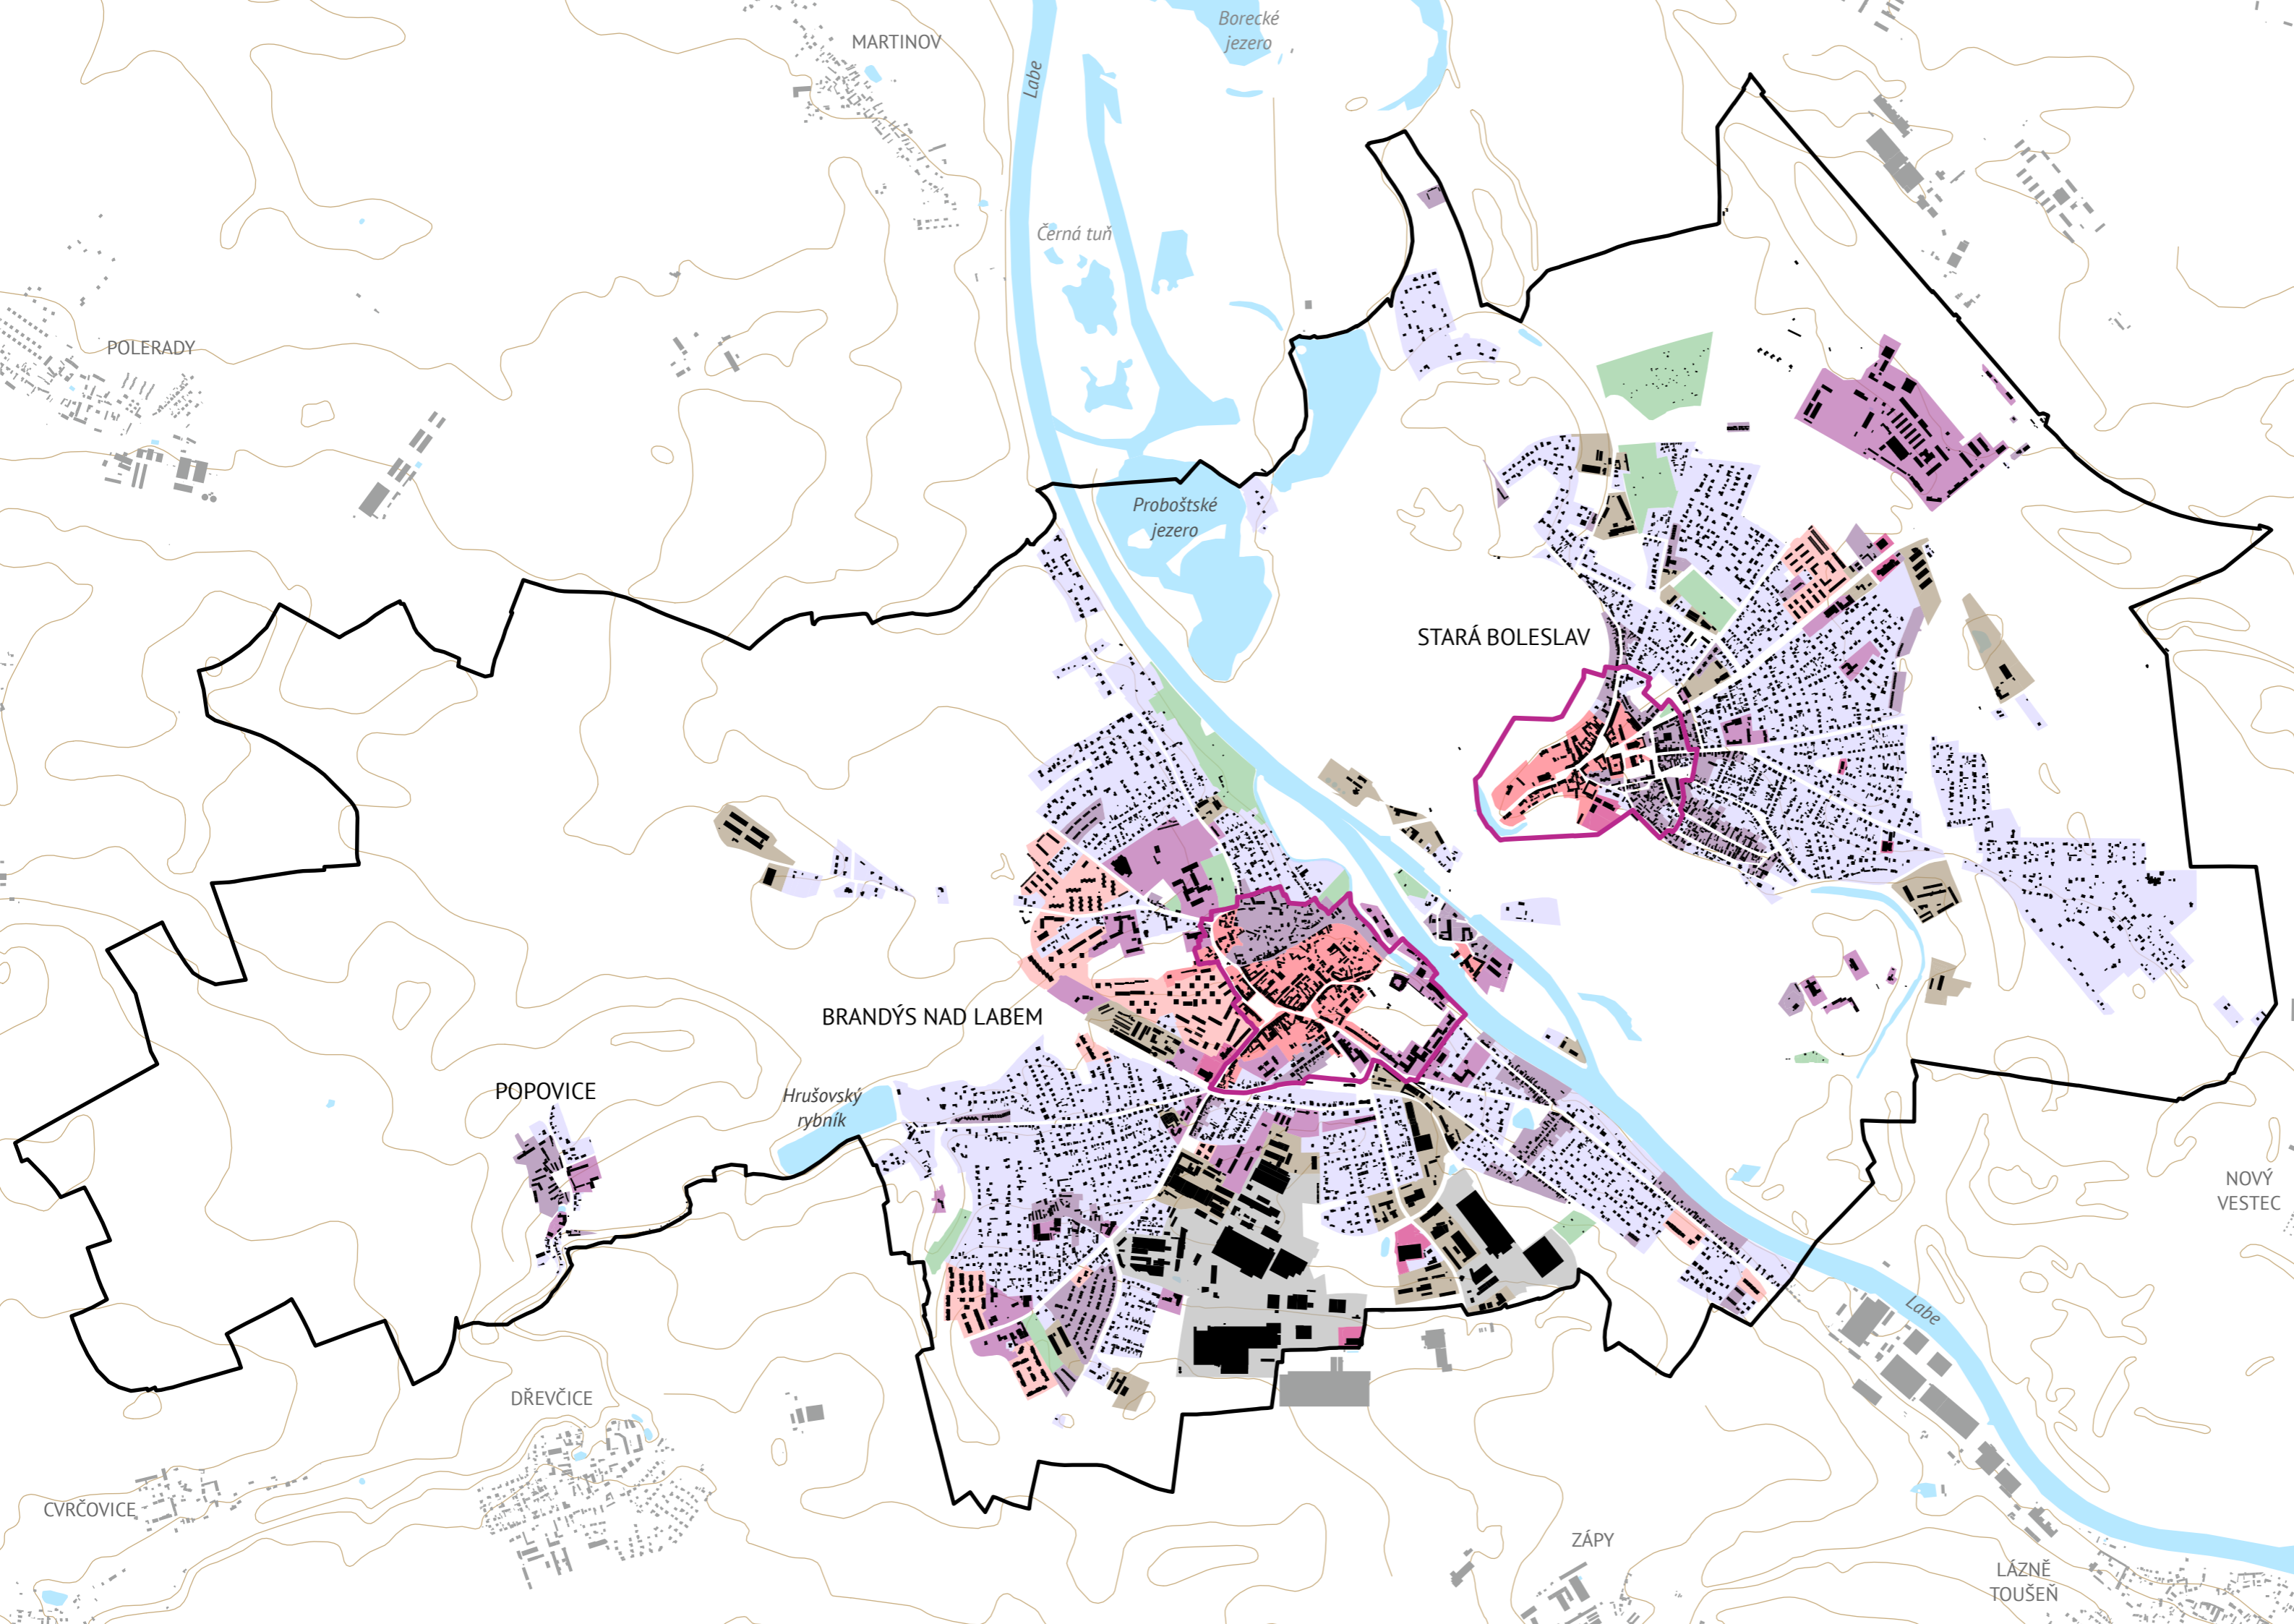 Borecké
jezero
MARTINOV
Labe
Černá tuň
POLERADY
Proboštské
jezero
STARÁ BOLESLAV
BRANDÝS NAD LABEM
POPOVICE
Hrušovský
rybník
NOVÝ
VESTEC
Labe
DŘEVČICE
CVRČOVICE
ZÁPY
LÁZNĚ
TOUŠEŇ